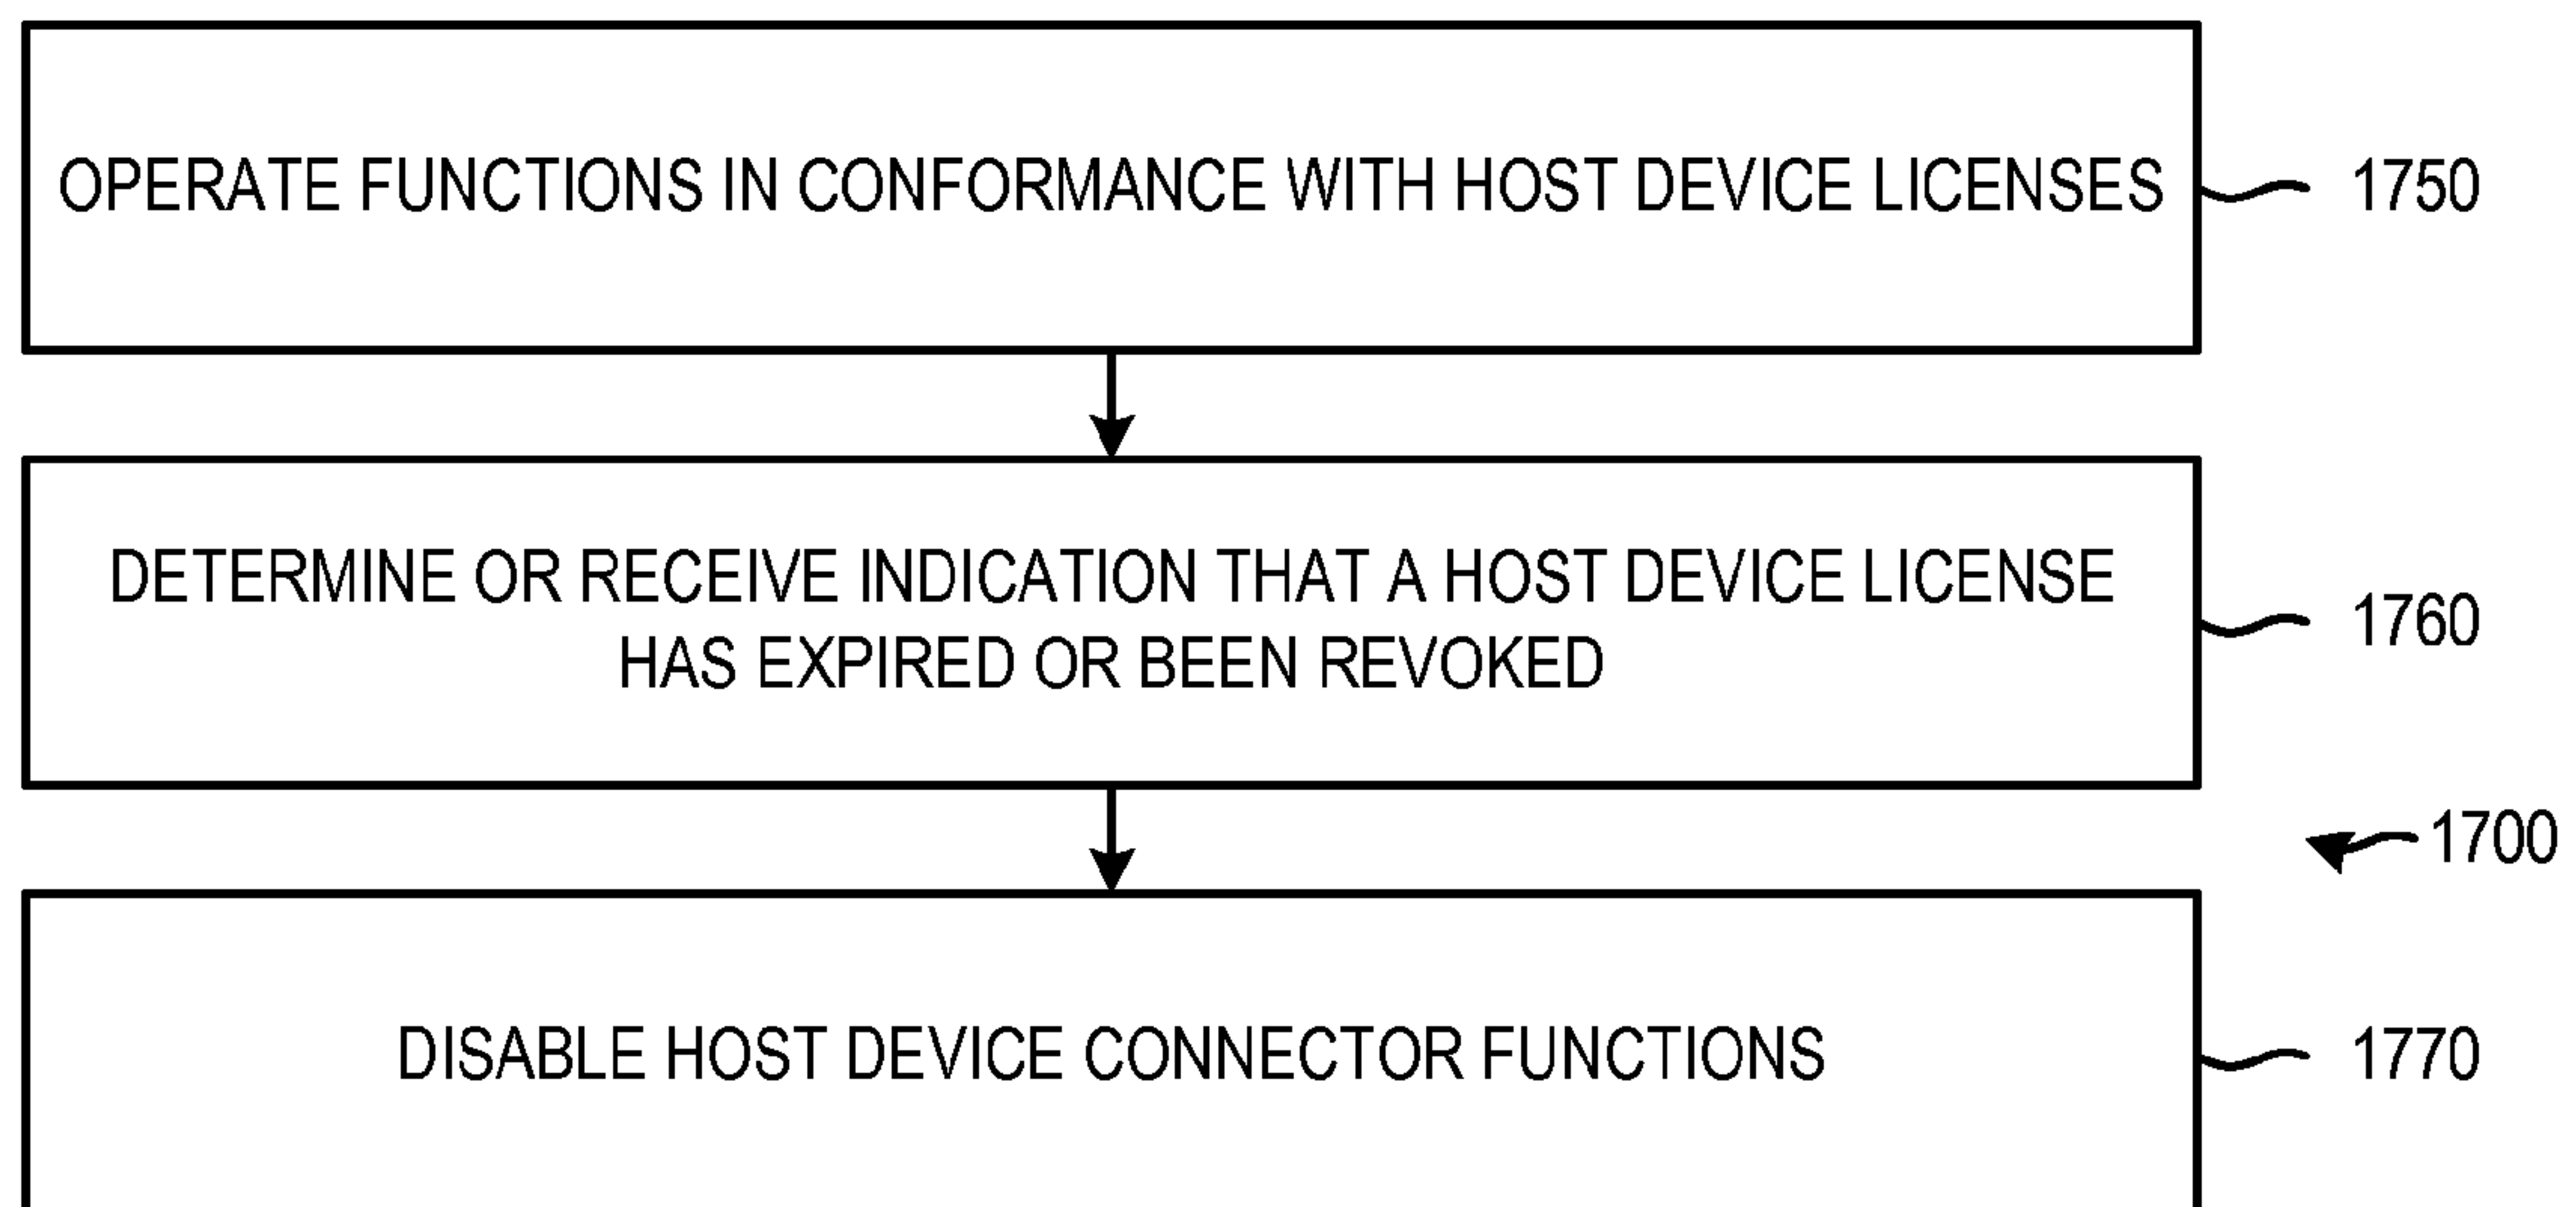 OPERATE FUNCTIONS IN CONFORMANCE WITH HOST DEVICE LICENSES
1750
DETERMINE OR RECEIVE INDICATION THAT A HOST DEVICE LICENSE
HAS EXPIRED OR BEEN REVOKED
1760
1700
DISABLE HOST DEVICE CONNECTOR FUNCTIONS
1770